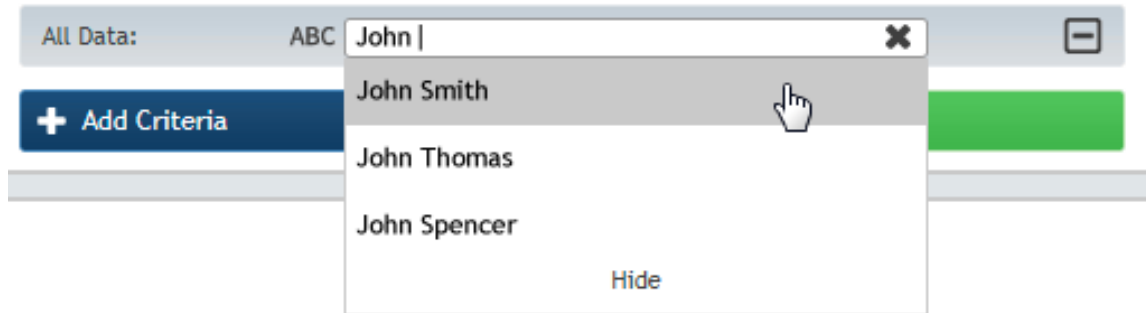 All Data: ABC John
John Smith
Add Criteria
John Thomas
John Spencer
Hide